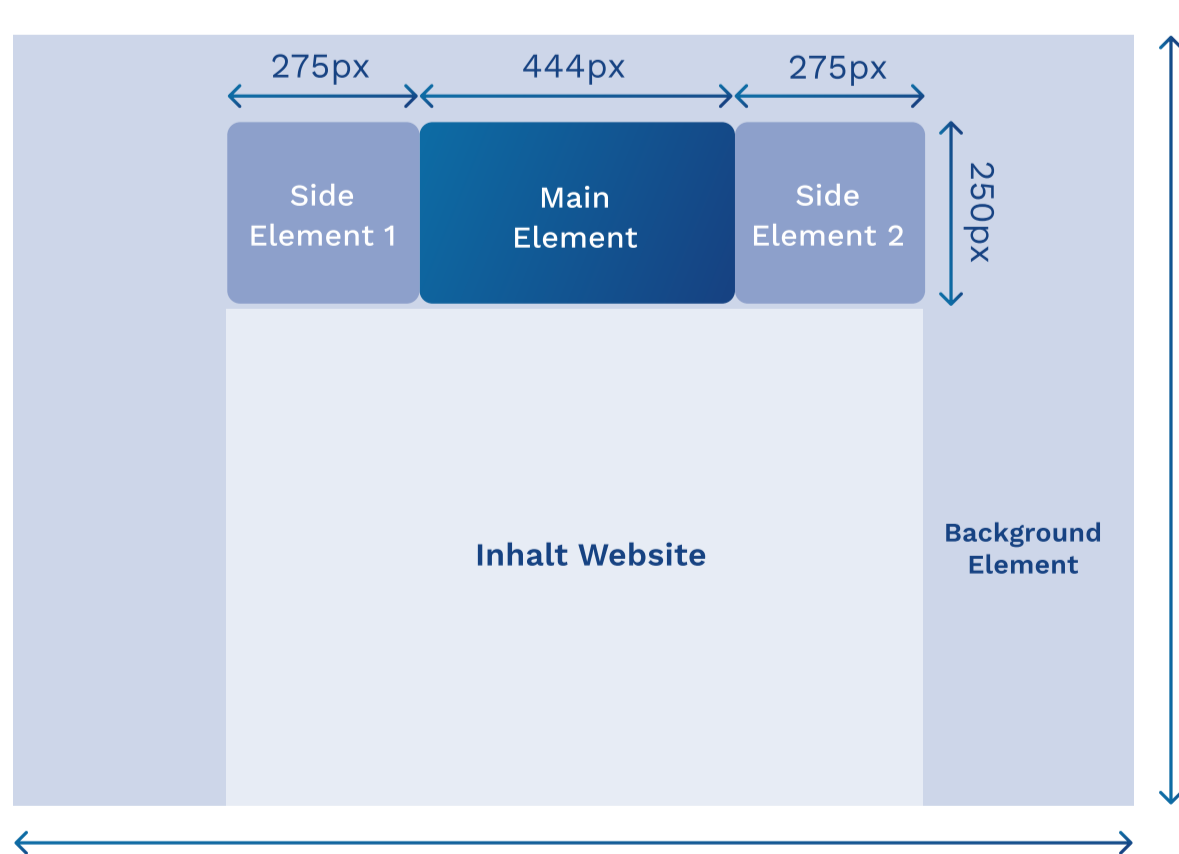 275px
444px
275px
Side
Element 1
Main
Element
Side
Element 2
250px
Inhalt Website
Background
Element